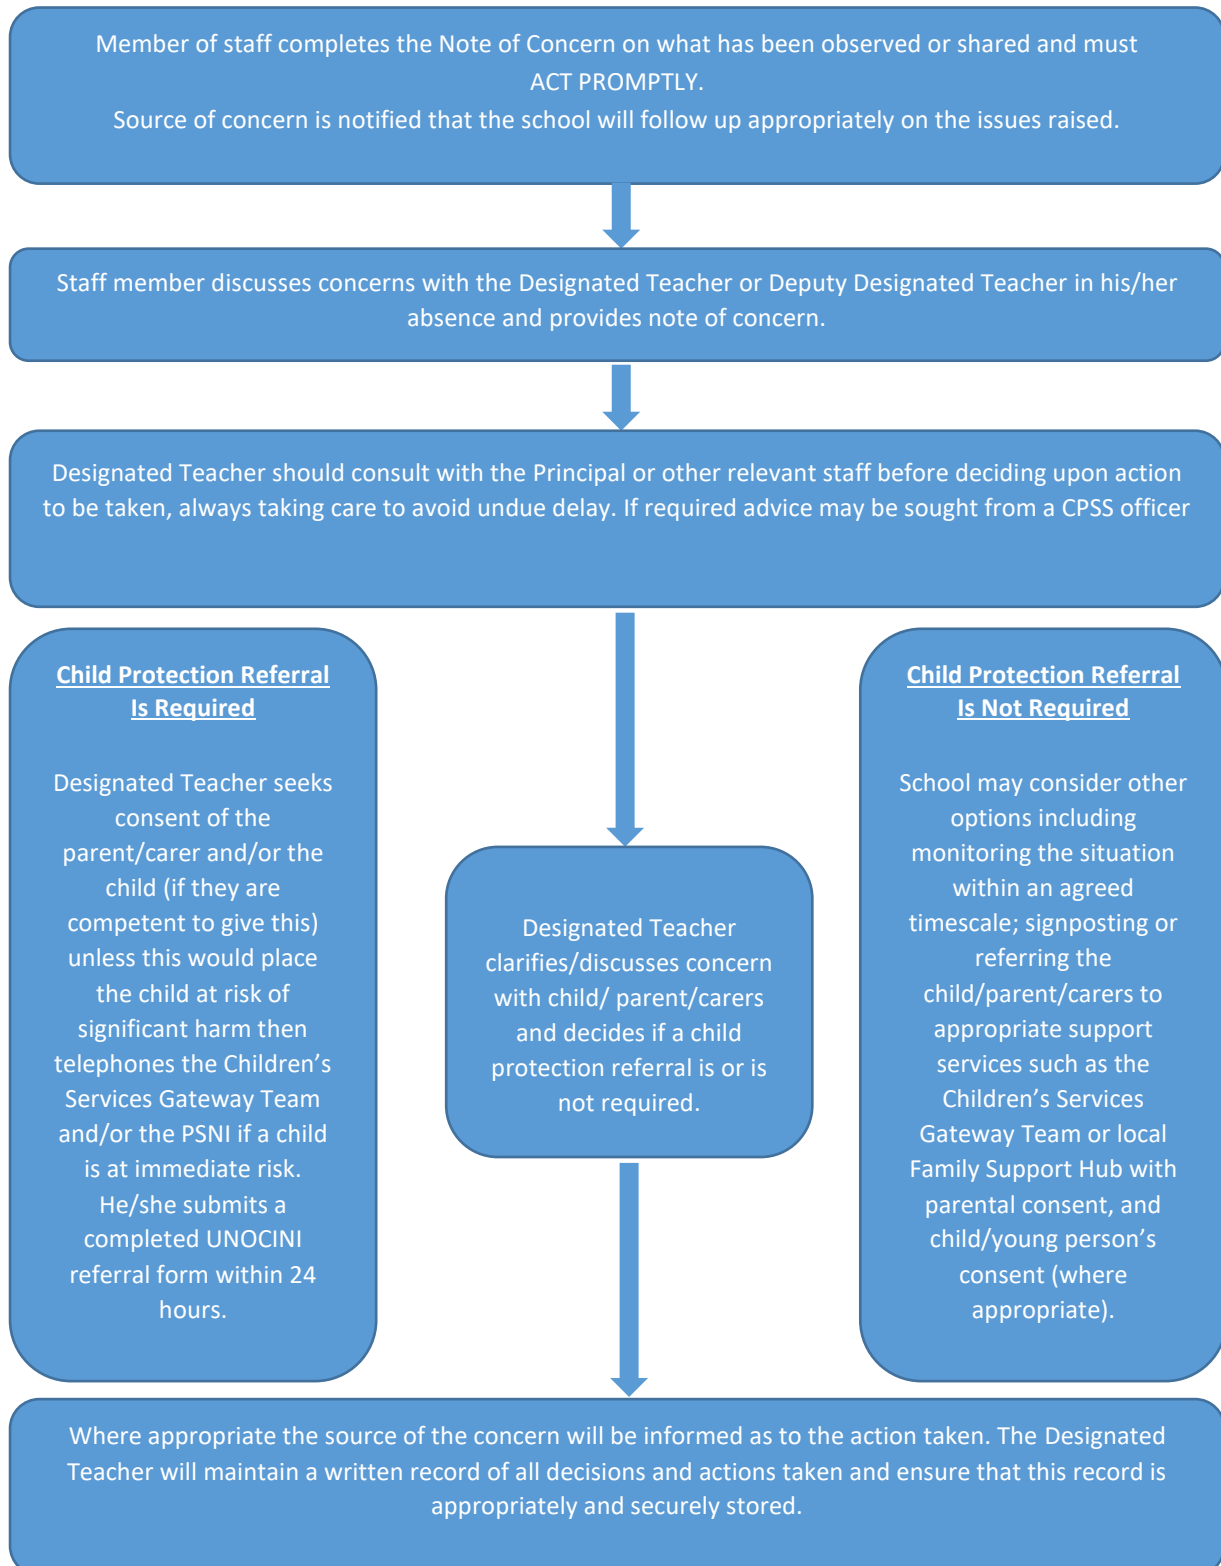 Member of staff completes the Note of Concern on what has been observed or shared and must
ACT PROMPTLY.
Source of concern is notified that the school will follow up appropriately on the issues raised.
Staff member discusses concerns with the Designated Teacher or Deputy Designated Teacher in his/her
absence and provides note of concern.
Designated Teacher should consult with the Principal or other relevant staff before deciding upon action
to be taken, always taking care to avoid undue delay. If required advice may be sought from a CPSS officer
Child Protection Referral
Is Required
Designated Teacher seeks
consent of the
parent/carer and/or the
child (if they are
competent to give this)
unless this would place
the child at risk of
significant harm then
telephones the Children’s
Services Gateway Team
and/or the PSNI if a child
is at immediate risk.
He/she submits a
completed UNOCINI
referral form within 24
hours.
Designated Teacher
clarifies/discusses concern
with child/ parent/carers
and decides if a child
protection referral is or is
not required.
Child Protection Referral
Is Not Required
School may consider other
options including
monitoring the situation
within an agreed
timescale; signposting or
referring the
child/parent/carers to
appropriate support
services such as the
Children’s Services
Gateway Team or local
Family Support Hub with
parental consent, and
child/young person’s
consent (where
appropriate).
Where appropriate the source of the concern will be informed as to the action taken. The Designated
Teacher will maintain a written record of all decisions and actions taken and ensure that this record is
appropriately and securely stored.